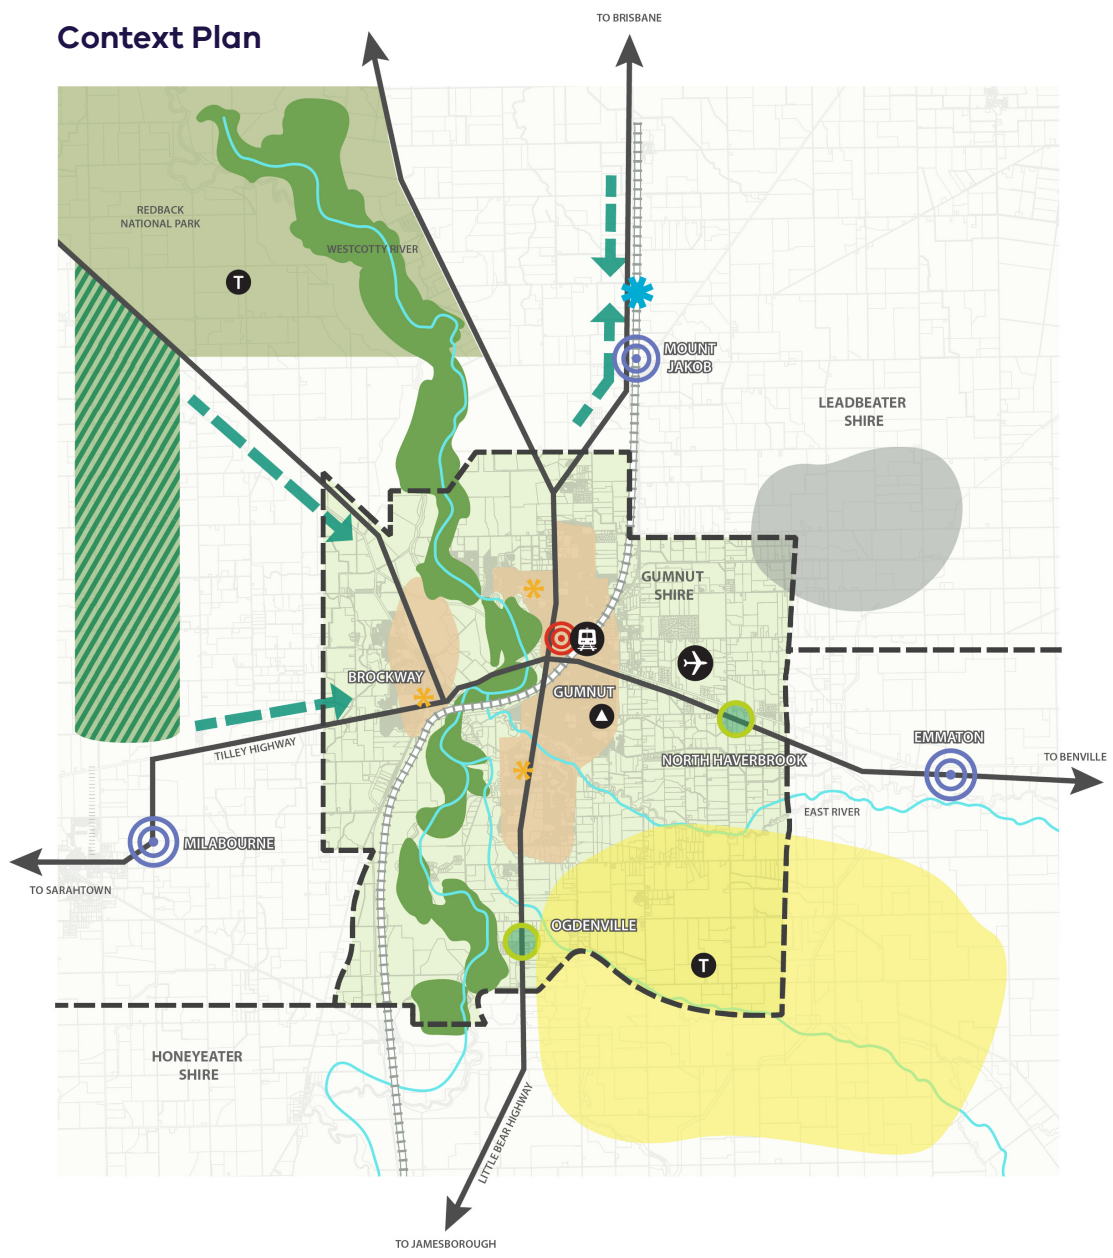 TO BRISBANE
Context Plan
REDBACK
NATIONAL PARK
WESTCOTTY RIVER
T
MOUNT
JAKOB
LEADBEATER
SHIRE
GUMNUT
SHIRE
BROCKWAY
GUMNUT
NORTH HAVERBROOK
EMMATON
TILLEY HIGHWAY
TO BENVILLE
EAST RIVER
MILABOURNE
TO SARAHTOWN
OGDENVILLE
T
HONEYEATER
SHIRE
LITTLE BEAR HIGHWAY
TO JAMESBOROUGH